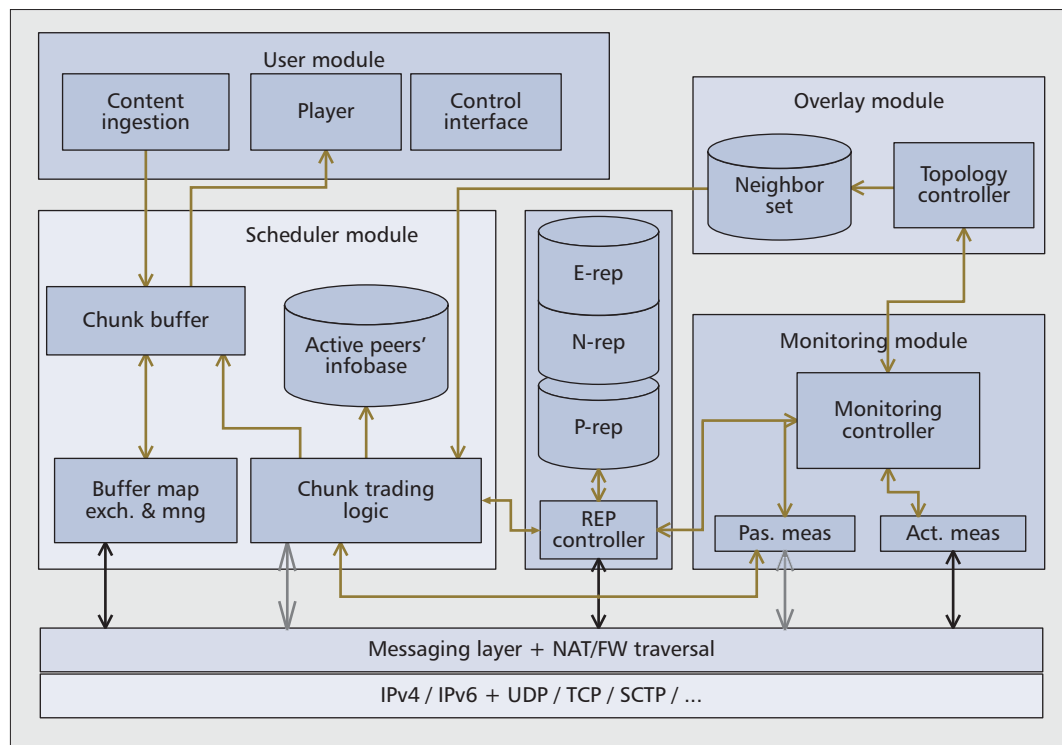 User module
Content
ingestion
Player
Control
interface
Overlay module
Neighbor
set
Topology
controller
Scheduler module
Chunk buffer
Active peers'
infobase
Buffer map
exch. & mng
Chunk trading
logic
E-rep
N-rep
P-rep
REP
controller
Monitoring module
Monitoring
controller
Pas. meas
Act. meas
Messaging layer + NAT/FW traversal
IPv4 / IPv6 + UDP / TCP / SCTP / ...